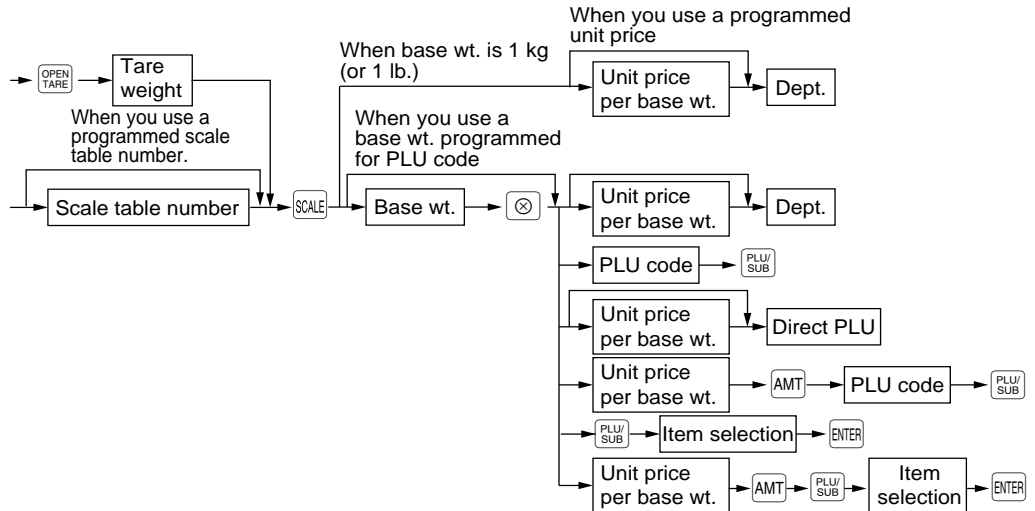 When you use a programmed
unit price
When base wt. is 1 kg
(or 1 lb.)
OPEN
TARE
Tare
weight
Unit price
per base wt.
Dept.
When you use a
programmed scale
table number.
When you use a
base wt. programmed
for PLU code
Scale table number
SCALE
Base wt.
⊗
Unit price
per base wt.
Dept.
PLU code
PLU/
SUB
Unit price
per base wt.
Direct PLU
Unit price
per base wt.
AMT
PLU code
PLU/
SUB
PLU/
SUB
Item selection
ENTER
Unit price
per base wt.
AMT
PLU/
SUB
Item
selection
ENTER